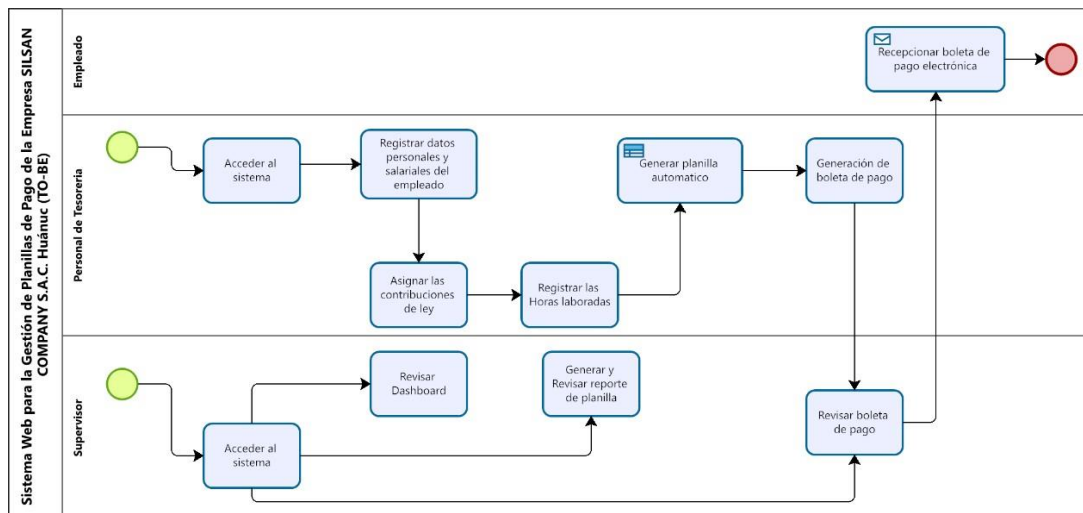 Sistema Web para la Gestión de Planillas de Pago de la Empresa SILSAN
COMPANY S.A.C. Huánuc (TO-BE)
Empleado
Recepcionar boleta de
pago electrónica
Personal de Tesoreria
Acceder al
sistema
Registrar datos
personales y
salariales del
empleado
Generar planilla
automatico
Generación de
boleta de pago
Asignar las
contribuciones
de ley
Registrar las
Horas laboradas
Supervisor
Acceder al
sistema
Revisar
Dashboard
Generar y
Revisar reporte
de planilla
Revisar boleta
de pago